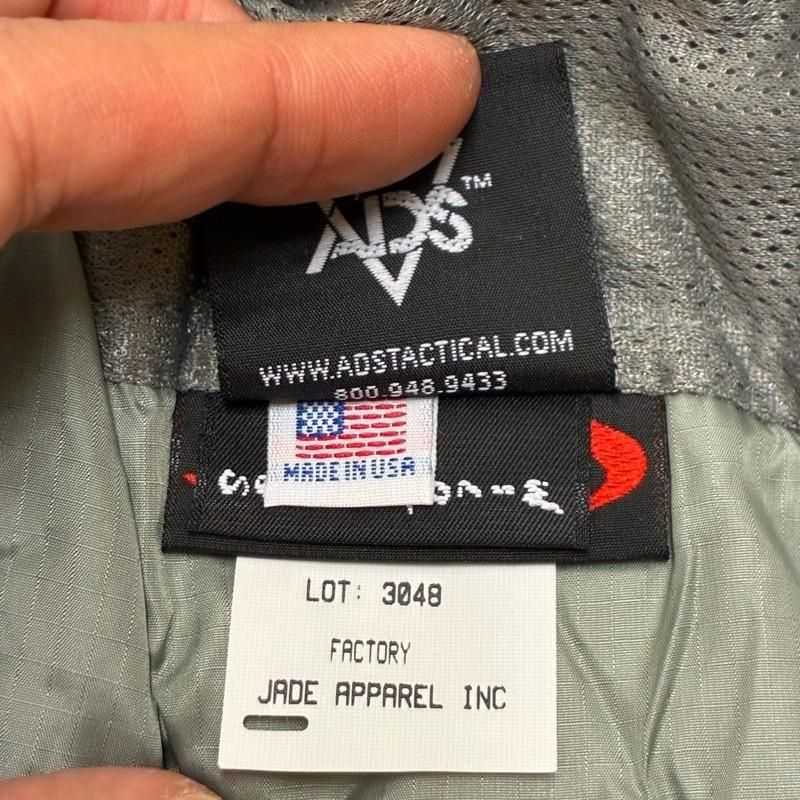 ADS™
WWW.ADSTACTICAL.COM
800.948.9433
MADE IN USA
LOT: 3048
FACTORY
JADE APPAREL INC